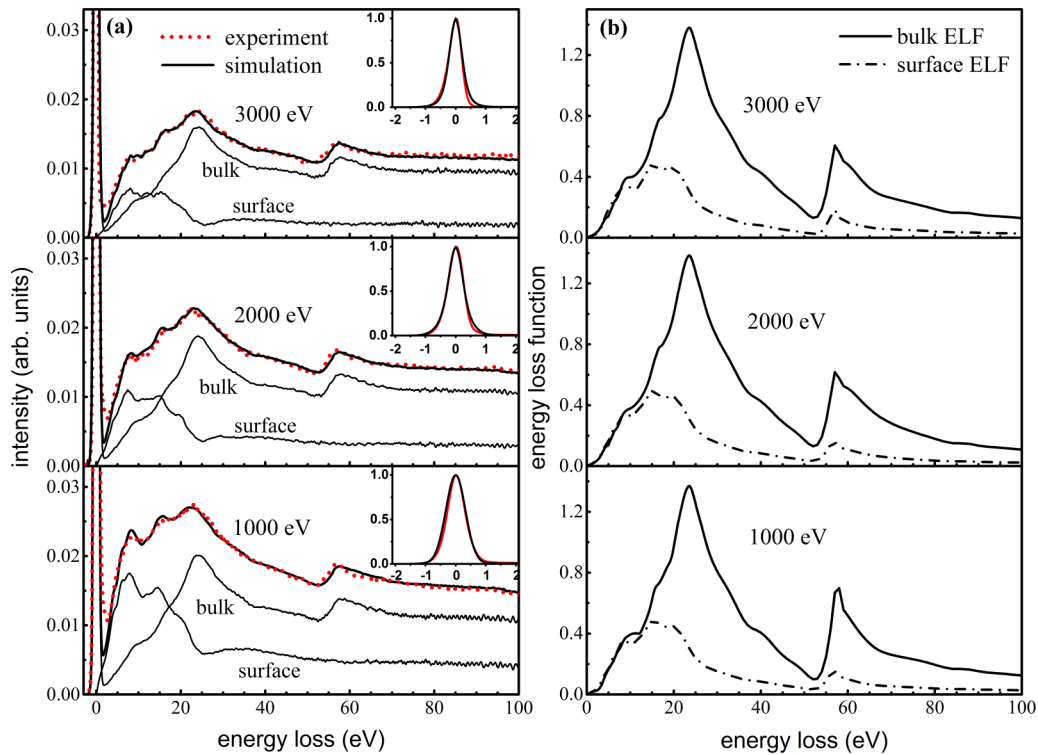 (a)
experiment
simulation
3000 eV
bulk
surface
0.03
0.02
0.01
0.00
1.0
0.5
0.0
-2 -1 0 1 2
2000 eV
bulk
surface
0.03
0.02
0.01
0.00
1.0
0.5
0.0
-2 -1 0 1 2
1000 eV
bulk
surface
0.03
0.02
0.01
0.00
1.0
0.5
0.0
-2 -1 0 1 2
0 20 40 60 80 100
intensity (arb. units)
energy loss (eV)
(b)
bulk ELF
surface ELF
3000 eV
1.2
0.8
0.4
0.0
2000 eV
1.2
0.8
0.4
0.0
1000 eV
1.2
0.8
0.4
0.0
0 20 40 60 80 100
energy loss function
energy loss (eV)